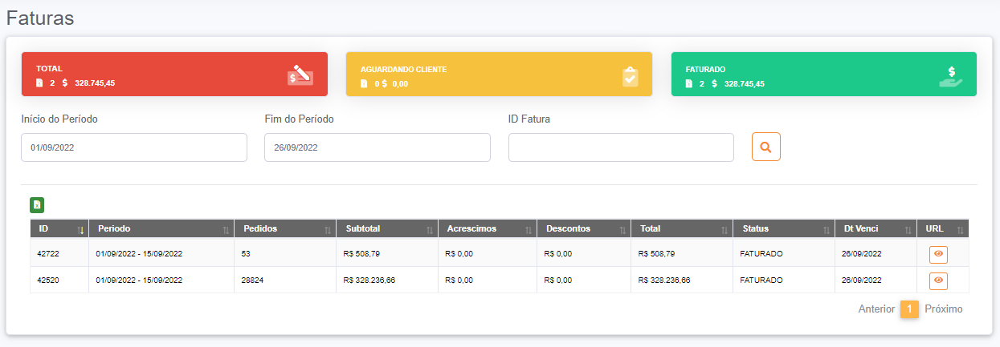 Faturas
TOTAL
2 $ 328.745,45
AGUARDANDO CLIENTE
0 $ 0,00
FATURADO
2 $ 328.745,45
Início do Período Fim do Período ID Fatura
01/09/2022 26/09/2022
ID Periodo Pedidos Subtotal Acrescimos Descontos Total Status Dt Venci URL
42722 01/09/2022 - 15/09/2022 53 R$ 508,79 R$ 0,00 R$ 0,00 R$ 508,79 FATURADO 26/09/2022
42520 01/09/2022 - 15/09/2022 28824 R$ 328.236,66 R$ 0,00 R$ 0,00 R$ 328.236,66 FATURADO 26/09/2022
Anterior 1 Próximo